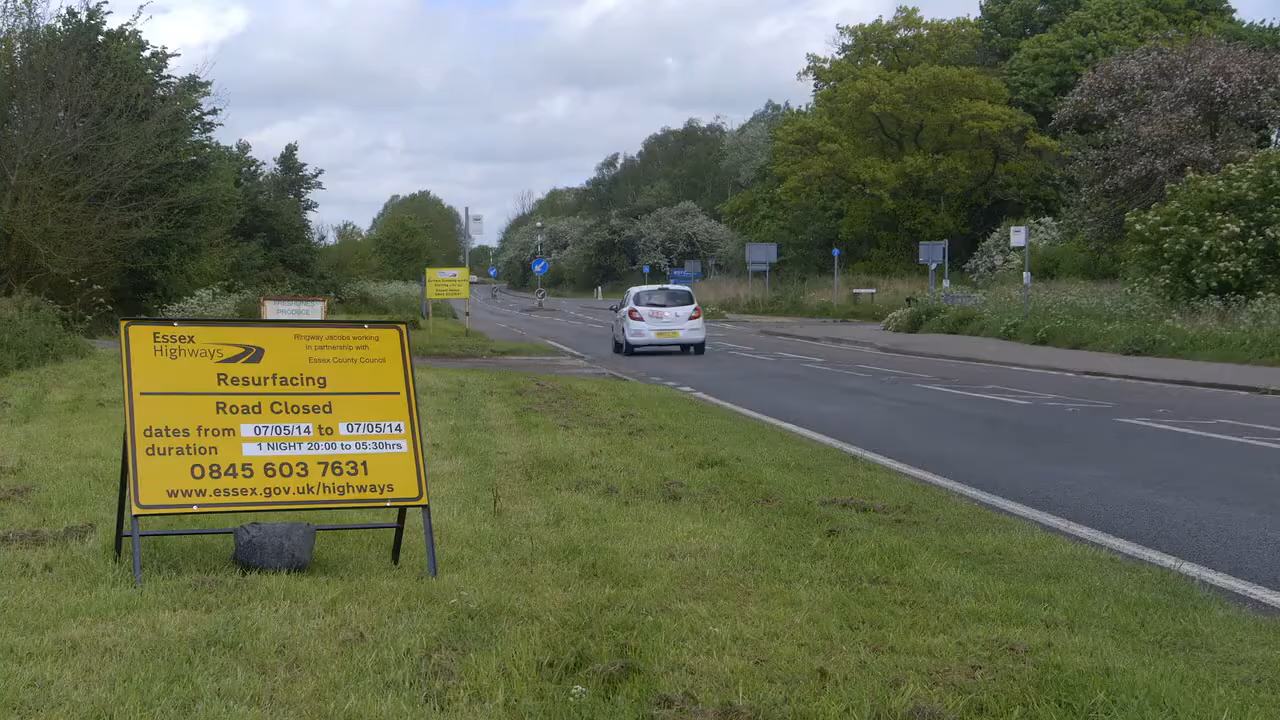 Essex
Highways
Ringway Jacobs working
in partnership with
Essex County Council
Resurfacing
Road Closed
dates from 07/05/14 to 07/05/14
duration 1 NIGHT 20:00 to 05:30hrs
0845 603 7631
www.essex.gov.uk/highways
PRODUCE